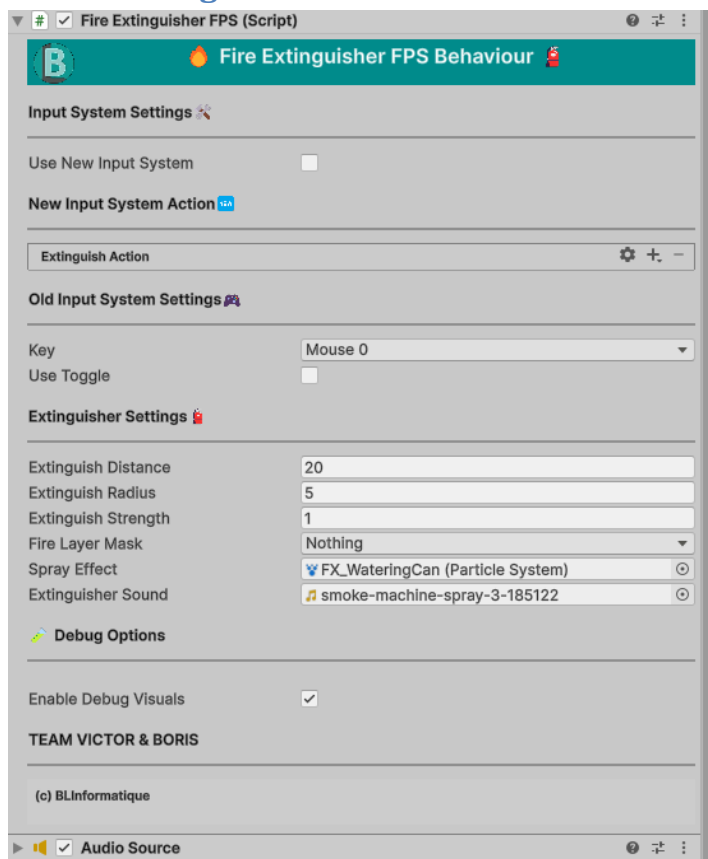 Fire Extinguisher FPS (Script)
B 🔥 Fire Extinguisher FPS Behaviour 🧯
Input System Settings 🛠
Use New Input System
New Input System Action
Extinguish Action
Old Input System Settings 🎮
Key Mouse 0
Use Toggle
Extinguisher Settings 🧯
Extinguish Distance 20
Extinguish Radius 5
Extinguish Strength 1
Fire Layer Mask Nothing
Spray Effect FX_WateringCan (Particle System)
Extinguisher Sound smoke-machine-spray-3-185122
🧪 Debug Options
Enable Debug Visuals
TEAM VICTOR & BORIS
(c) BLInformatique
Audio Source